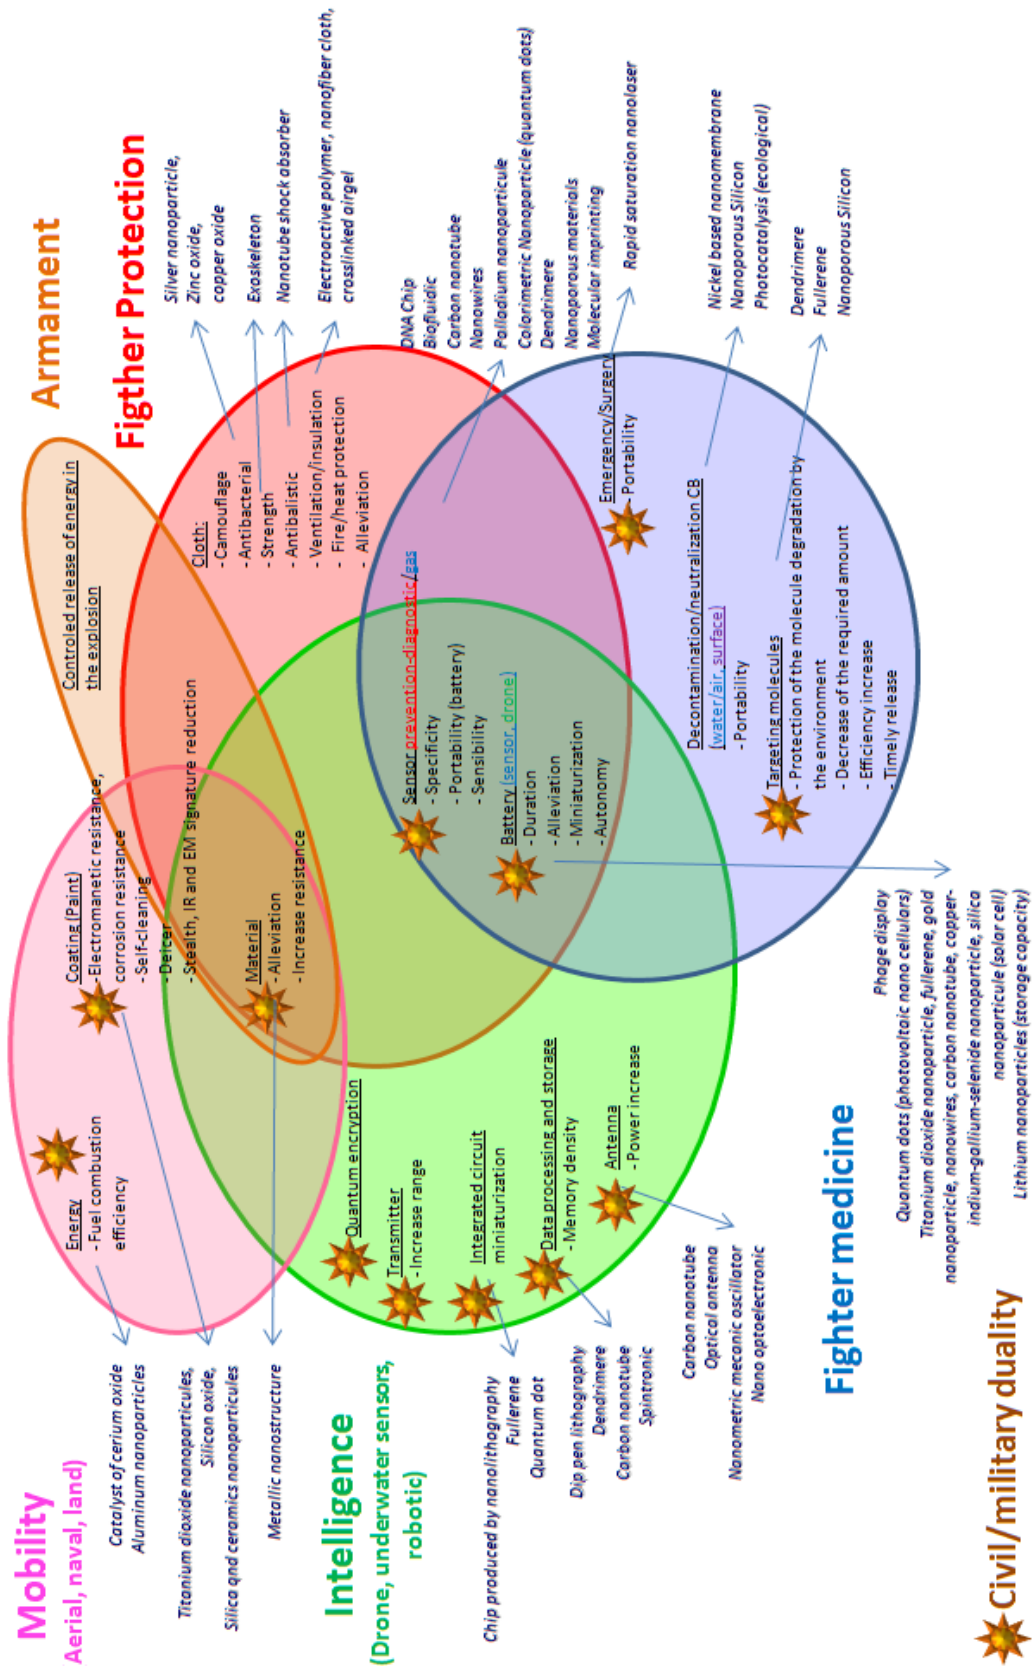 Mobility
Aerial, naval, land)
Armament
Figther Protection
Intelligence
(Drone, underwater sensors,
robotic)
Fighter medicine
Civil/military duality
Energy
- Fuel combustion
efficiency
Catalyst of cerium oxide
Aluminum nanoparticles
Coating (Paint)
- Electromanetic resistance,
corrosion resistance
- Self-cleaning
- Deicer
- Stealth, IR and EM signature reduction
Titanium dioxide nanoparticules,
Silicon oxide,
Silica qnd ceramics nanoparticules
Material
- Alleviation
- Increase resistance
Metallic nanostructure
Controled release of energy in
the explosion
Cloth:
- Camouflage
- Antibacterial
- Strength
- Antibalistic
- Ventilation/insulation
- Fire/heat protection
- Alleviation
Silver nanoparticle,
Zinc oxide,
copper oxide
Exoskeleton
Nanotube shock absorber
Electroactive polymer, nanofiber cloth,
crosslinked airgel
Quantum encryption
Transmitter
- Increase range
Integrated circuit
miniaturization
Chip produced by nanolithography
Fullerene
Quantum dot
Data processing and storage
- Memory density
Dip pen lithography
Dendrimere
Carbon nanotube
Spintronic
Antenna
- Power increase
Carbon nanotube
Optical antenna
Nanometric mecanic oscillator
Nano optoelectronic
Sensor prevention-diagnostic/gas
- Specificity
- Portability (battery)
- Sensibility
DNA Chip
Biofluidic
Carbon nanotube
Nanowires
Palladium nanoparticule
Colorimetric Nanoparticle (quantum dots)
Dendrimere
Nanoporous materials
Molecular imprinting
Battery (sensor, drone)
- Duration
- Alleviation
- Miniaturization
- Autonomy
Phage display
Quantum dots (photovoltaic nano cellulars)
Titanium dioxide nanoparticle, fullerene, gold
nanoparticle, nanowires, carbon nanotube, copper-
indium-gallium-selenide nanoparticle, silica
nanoparticule (solar cell)
Lithium nanoparticles (storage capacity)
Emergency/Surgery
- Portability
Rapid saturation nanolaser
Decontamination/neutralization CB
(water/air, surface)
- Portability
Nickel based nanomembrane
Nanoporous Silicon
Photocatalysis (ecological)
Targeting molecules
- Protection of the molecule degradation by
the environment
- Decrease of the required amount
- Efficiency increase
- Timely release
Dendrimere
Fullerene
Nanoporous Silicon